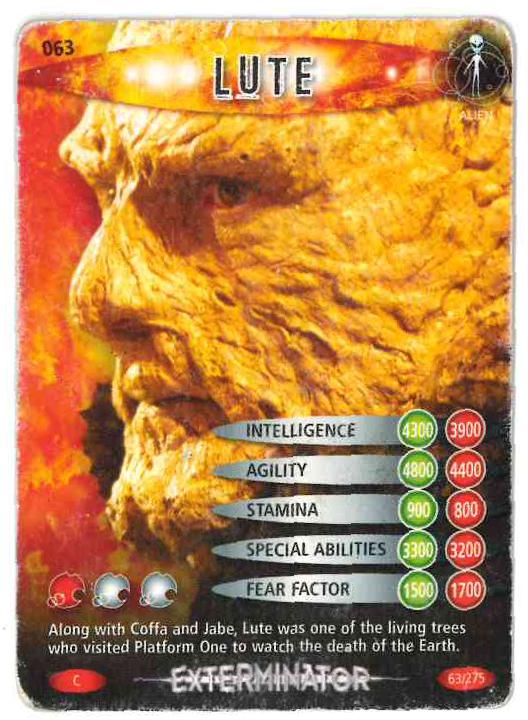 063
LUTE
ALIEN
INTELLIGENCE 4300 3900
AGILITY 4800 4400
STAMINA 900 800
SPECIAL ABILITIES 3300 3200
FEAR FACTOR 1500 1700
Along with Coffa and Jabe, Lute was one of the living trees
who visited Platform One to watch the death of the Earth.
C EXTERMINATOR 63/275